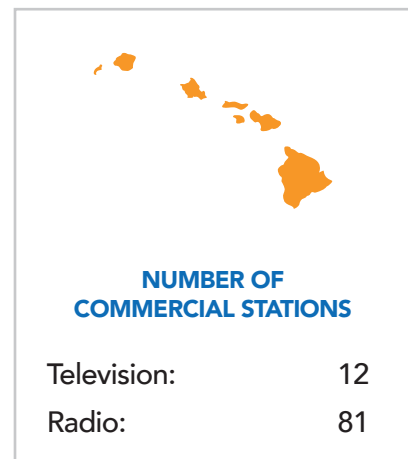 NUMBER OF
COMMERCIAL STATIONS
Television: 12
Radio: 81